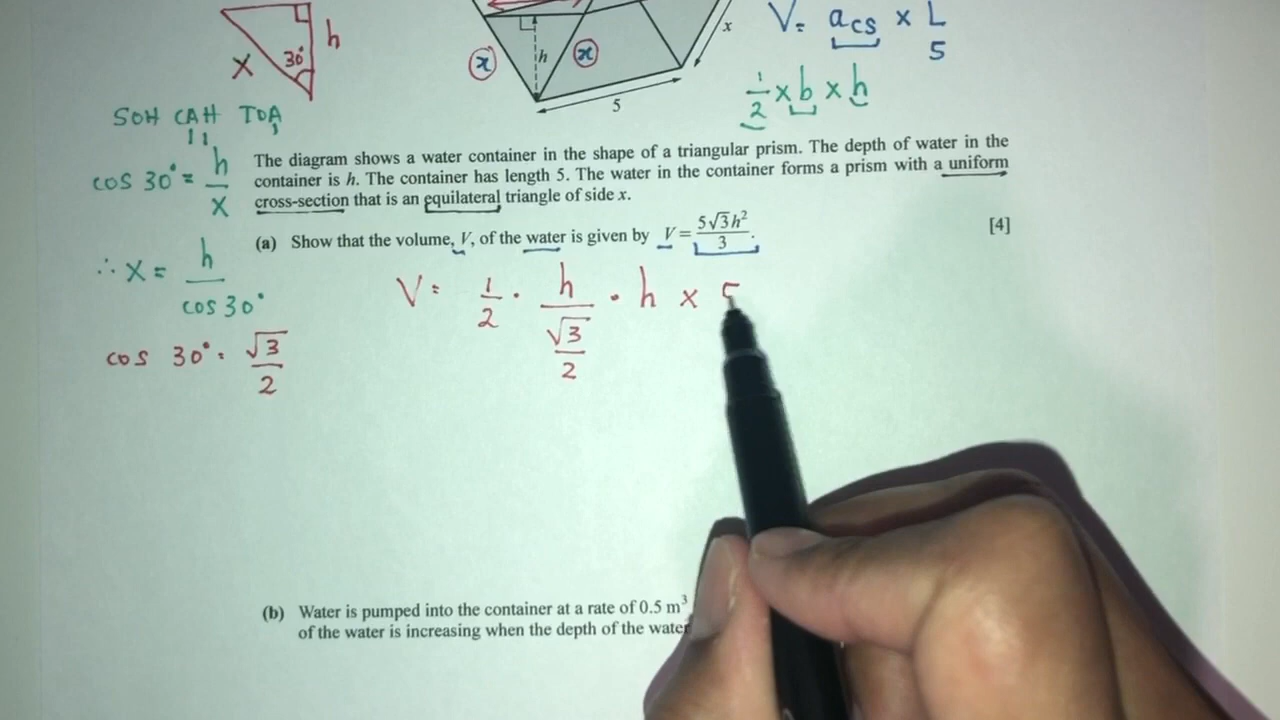 h
X
30°
SOH CAH TOA
cos 30° = h / X
∴ X = h / cos 30°
cos 30° = √3 / 2
x
x
h
x
5
V = a_cs × L
5
1/2 × b × h
The diagram shows a water container in the shape of a triangular prism. The depth of water in the
container is h. The container has length 5. The water in the container forms a prism with a uniform
cross-section that is an equilateral triangle of side x.
(a) Show that the volume, V, of the water is given by V = 5√3h²/3. [4]
V = 1/2 · h / (√3/2) · h × 5
(b) Water is pumped into the container at a rate of 0.5 m³
of the water is increasing when the depth of the water